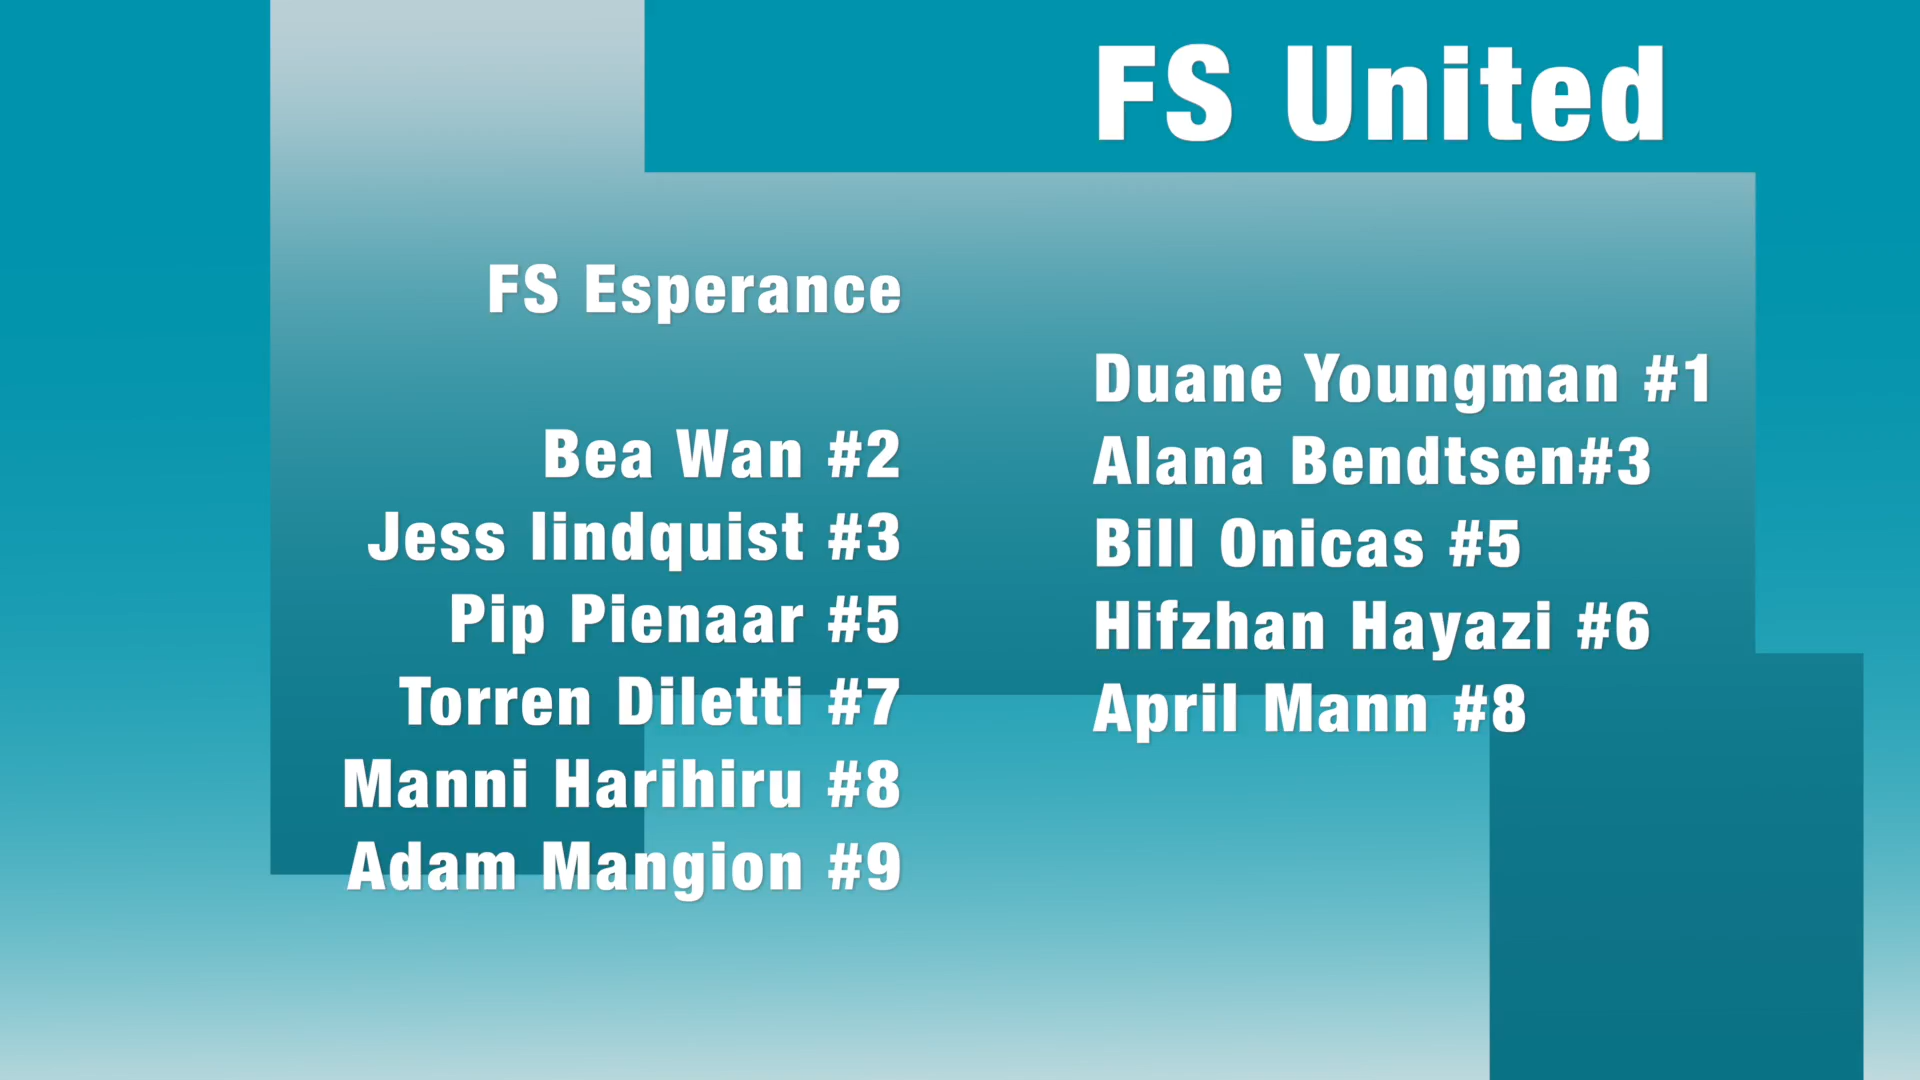 FS United
FS Esperance
Bea Wan #2
Jess lindquist #3
Pip Pienaar #5
Torren Diletti #7
Manni Harihiru #8
Adam Mangion #9
Duane Youngman #1
Alana Bendtsen#3
Bill Onicas #5
Hifzhan Hayazi #6
April Mann #8